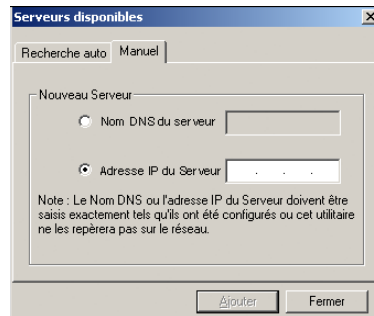 Serveurs disponibles
Recherche auto Manuel
Nouveau Serveur
Nom DNS du serveur
Adresse IP du Serveur . . .
Note : Le Nom DNS ou l'adresse IP du Serveur doivent être
saisis exactement tels qu'ils ont été configurés ou cet utilitaire
ne les repèrera pas sur le réseau.
Ajouter Fermer